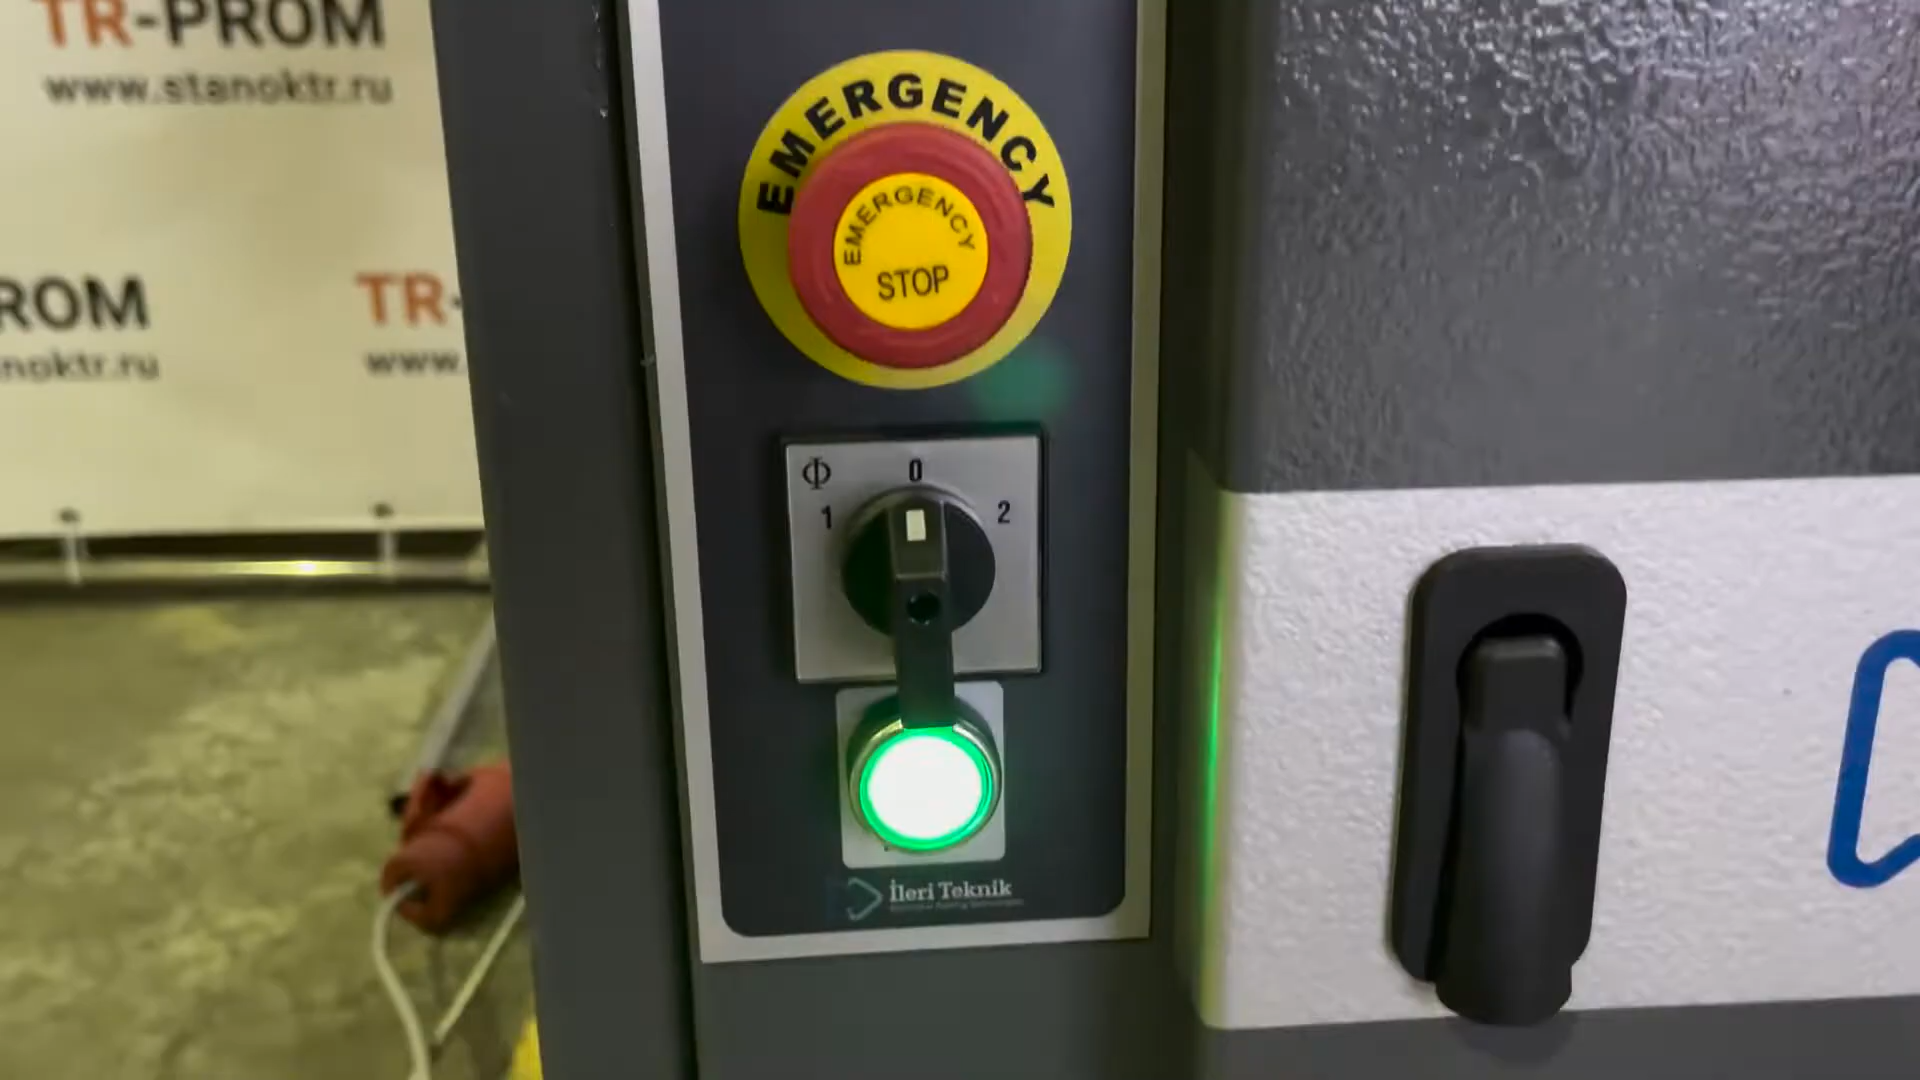 TR-PROM
www.stanoktr.ru
ROM
noktr.ru
TR-
www.
EMERGENCY
EMERGENCY
STOP
0
1
2
İleri Teknik